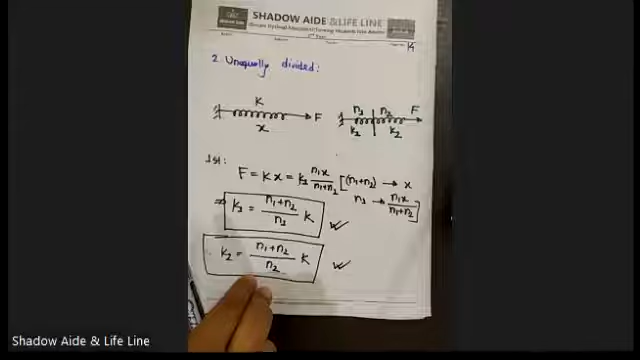 SHADOW AIDE & LIFE LINE
14
2. Unequally divided:
K
F
x
n₁ n₂ F
k₁ k₂
1st:
F = Kx = k₁ n₁x/(n₁+n₂) [(n₁+n₂) → x
n₁ → n₁x/(n₁+n₂)]
⇒ k₁ = (n₁+n₂)/n₁ K
k₂ = (n₁+n₂)/n₂ K
Shadow Aide & Life Line